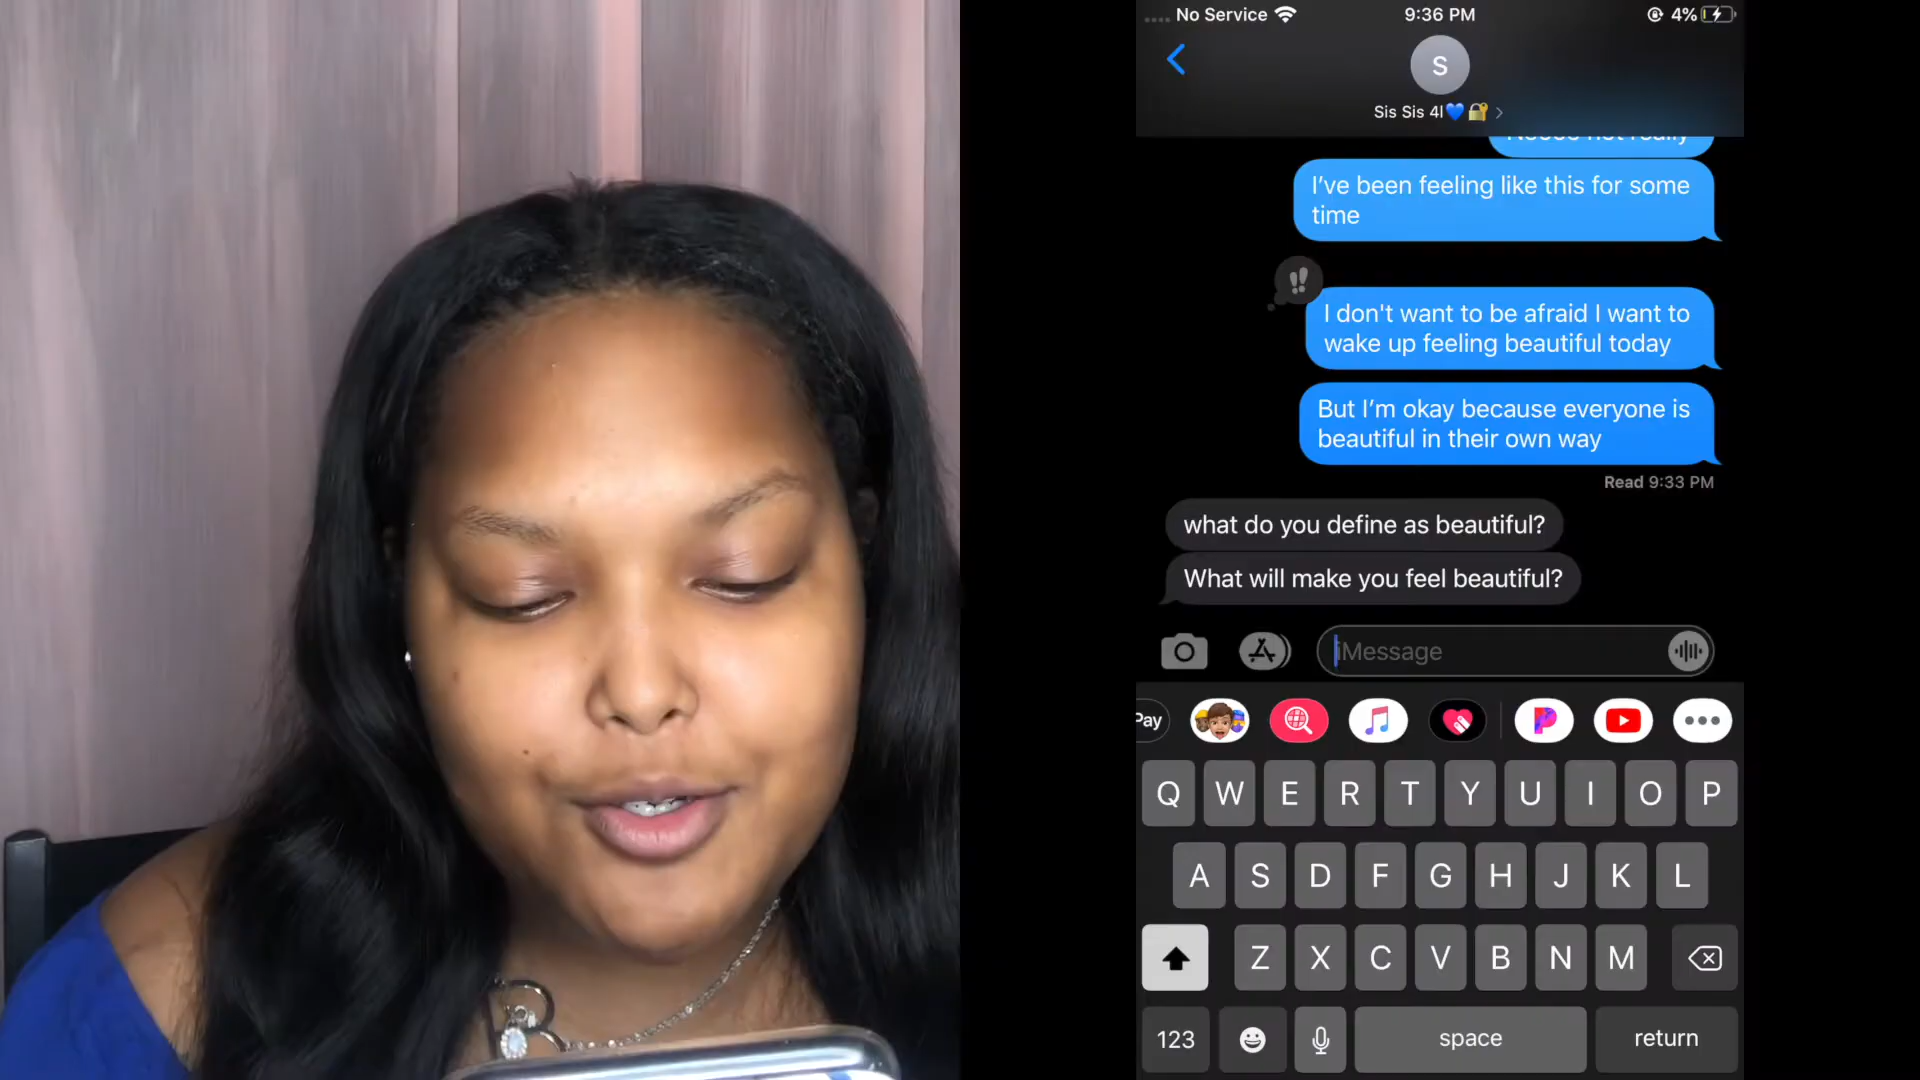 No Service
9:36 PM
4%
S
Sis Sis 4l💙🔐
I’ve been feeling like this for some
time
I don't want to be afraid I want to
wake up feeling beautiful today
But I’m okay because everyone is
beautiful in their own way
Read 9:33 PM
what do you define as beautiful?
What will make you feel beautiful?
iMessage
Pay
Q W E R T Y U I O P
A S D F G H J K L
Z X C V B N M
123
space
return